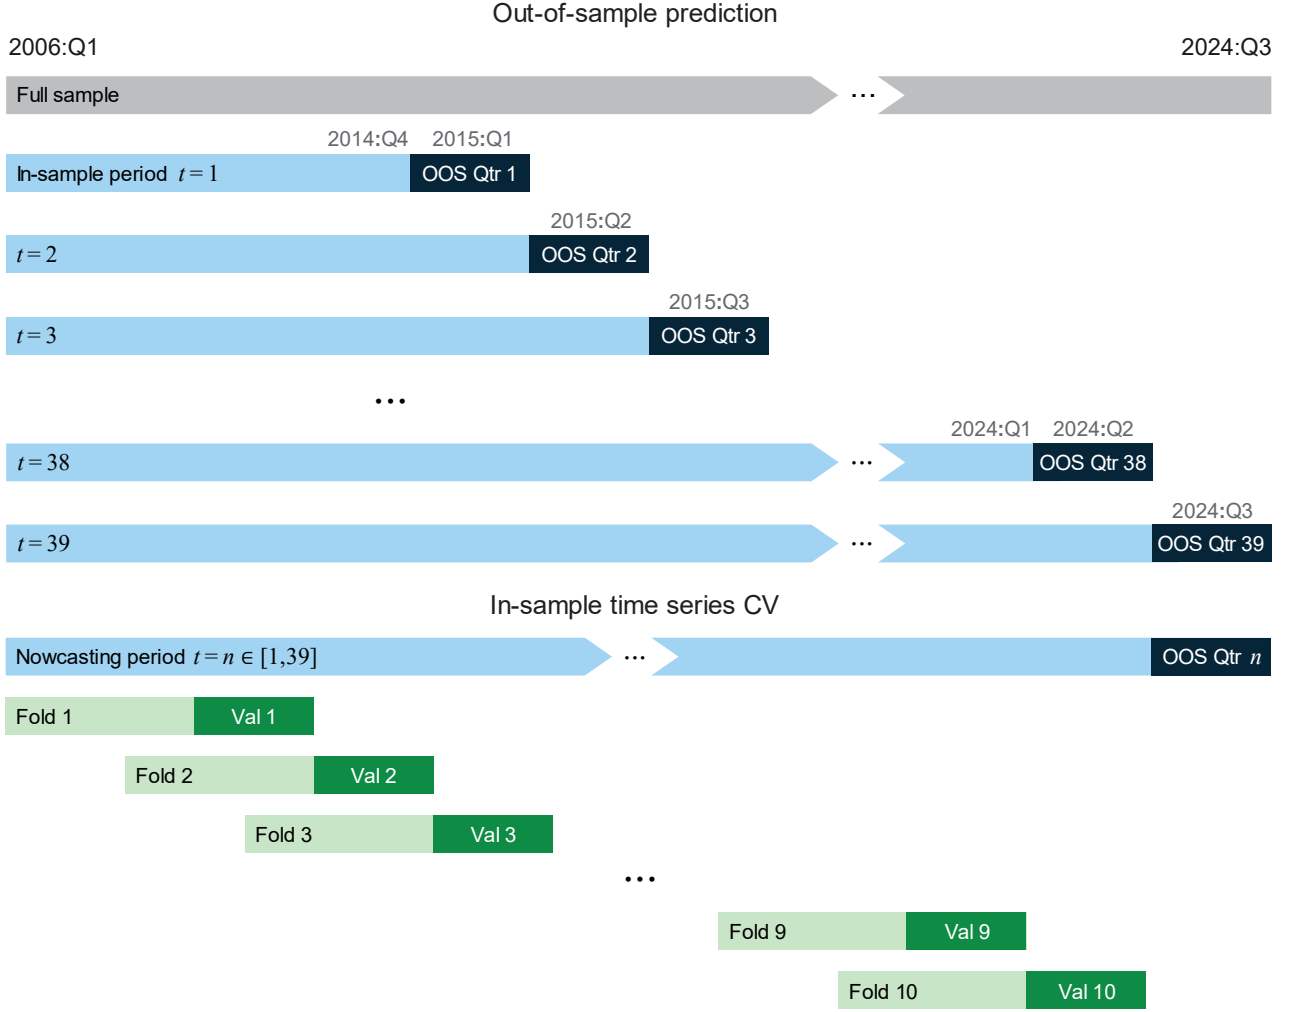 Out-of-sample prediction
2006:Q1 2024:Q3
Full sample ...
2014:Q4 2015:Q1
In-sample period t = 1 OOS Qtr 1
2015:Q2
t = 2 OOS Qtr 2
2015:Q3
t = 3 OOS Qtr 3
...
2024:Q1 2024:Q2
t = 38 ... OOS Qtr 38
2024:Q3
t = 39 ... OOS Qtr 39
In-sample time series CV
Nowcasting period t = n ∈ [1,39] ... OOS Qtr n
Fold 1 Val 1
Fold 2 Val 2
Fold 3 Val 3
...
Fold 9 Val 9
Fold 10 Val 10